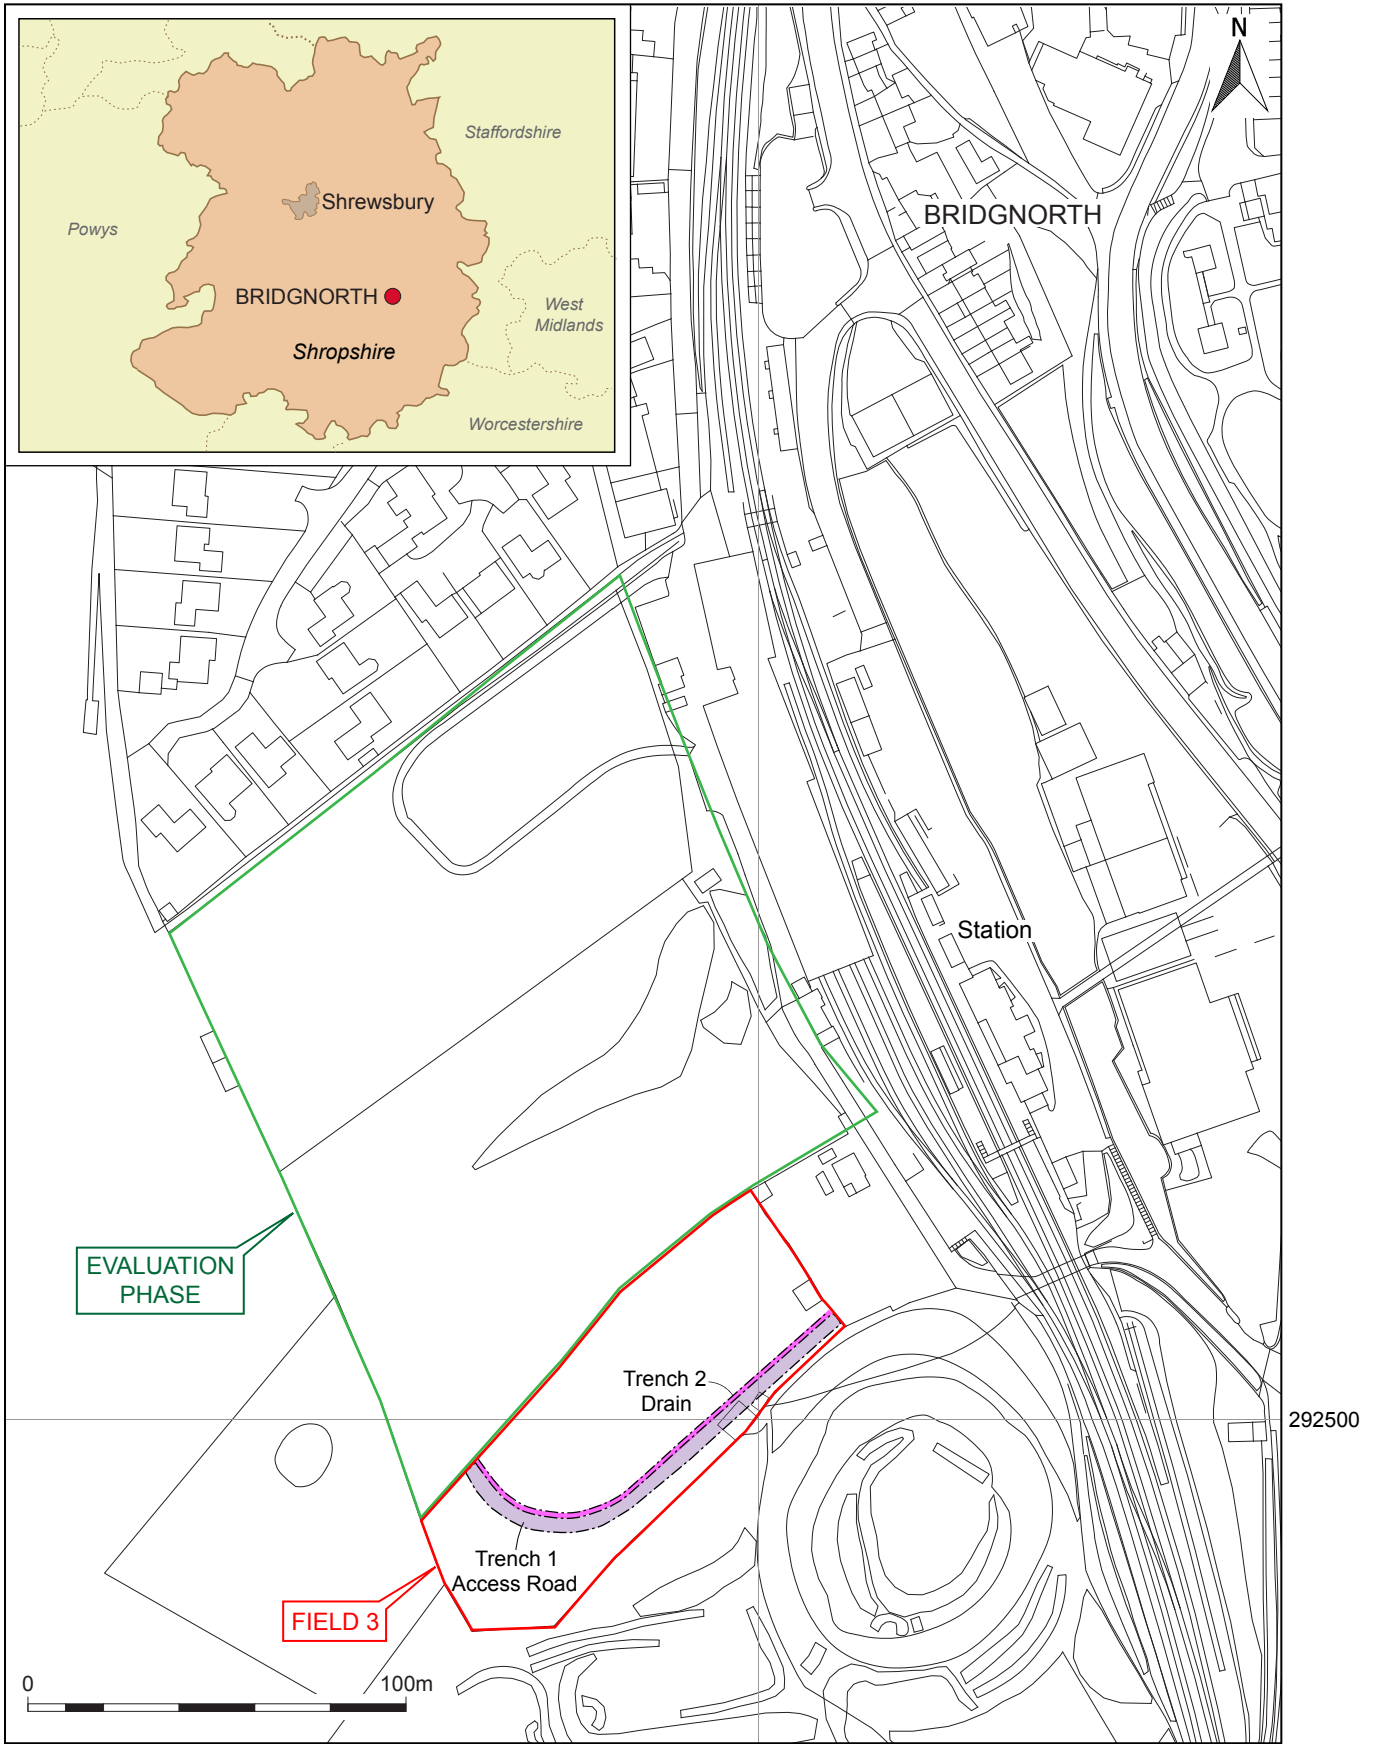 N
Staffordshire
Shrewsbury
Powys
BRIDGNORTH
BRIDGNORTH
West
Midlands
Shropshire
Worcestershire
Station
EVALUATION
PHASE
Trench 2
Drain
292500
Trench 1
Access Road
FIELD 3
0
100m